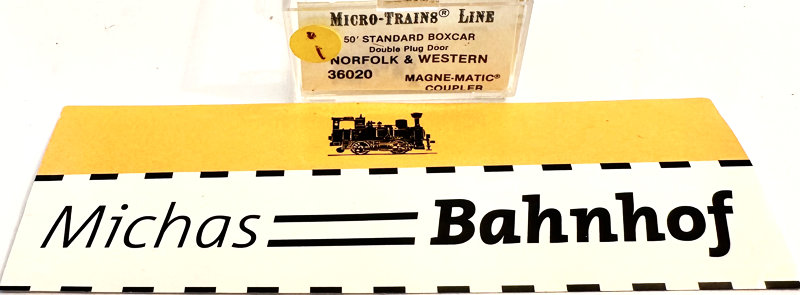 MICRO-TRAINS® LINE
50' STANDARD BOXCAR
Double Plug Door
NORFOLK & WESTERN
36020 MAGNE-MATIC®
COUPLER
Michas Bahnhof